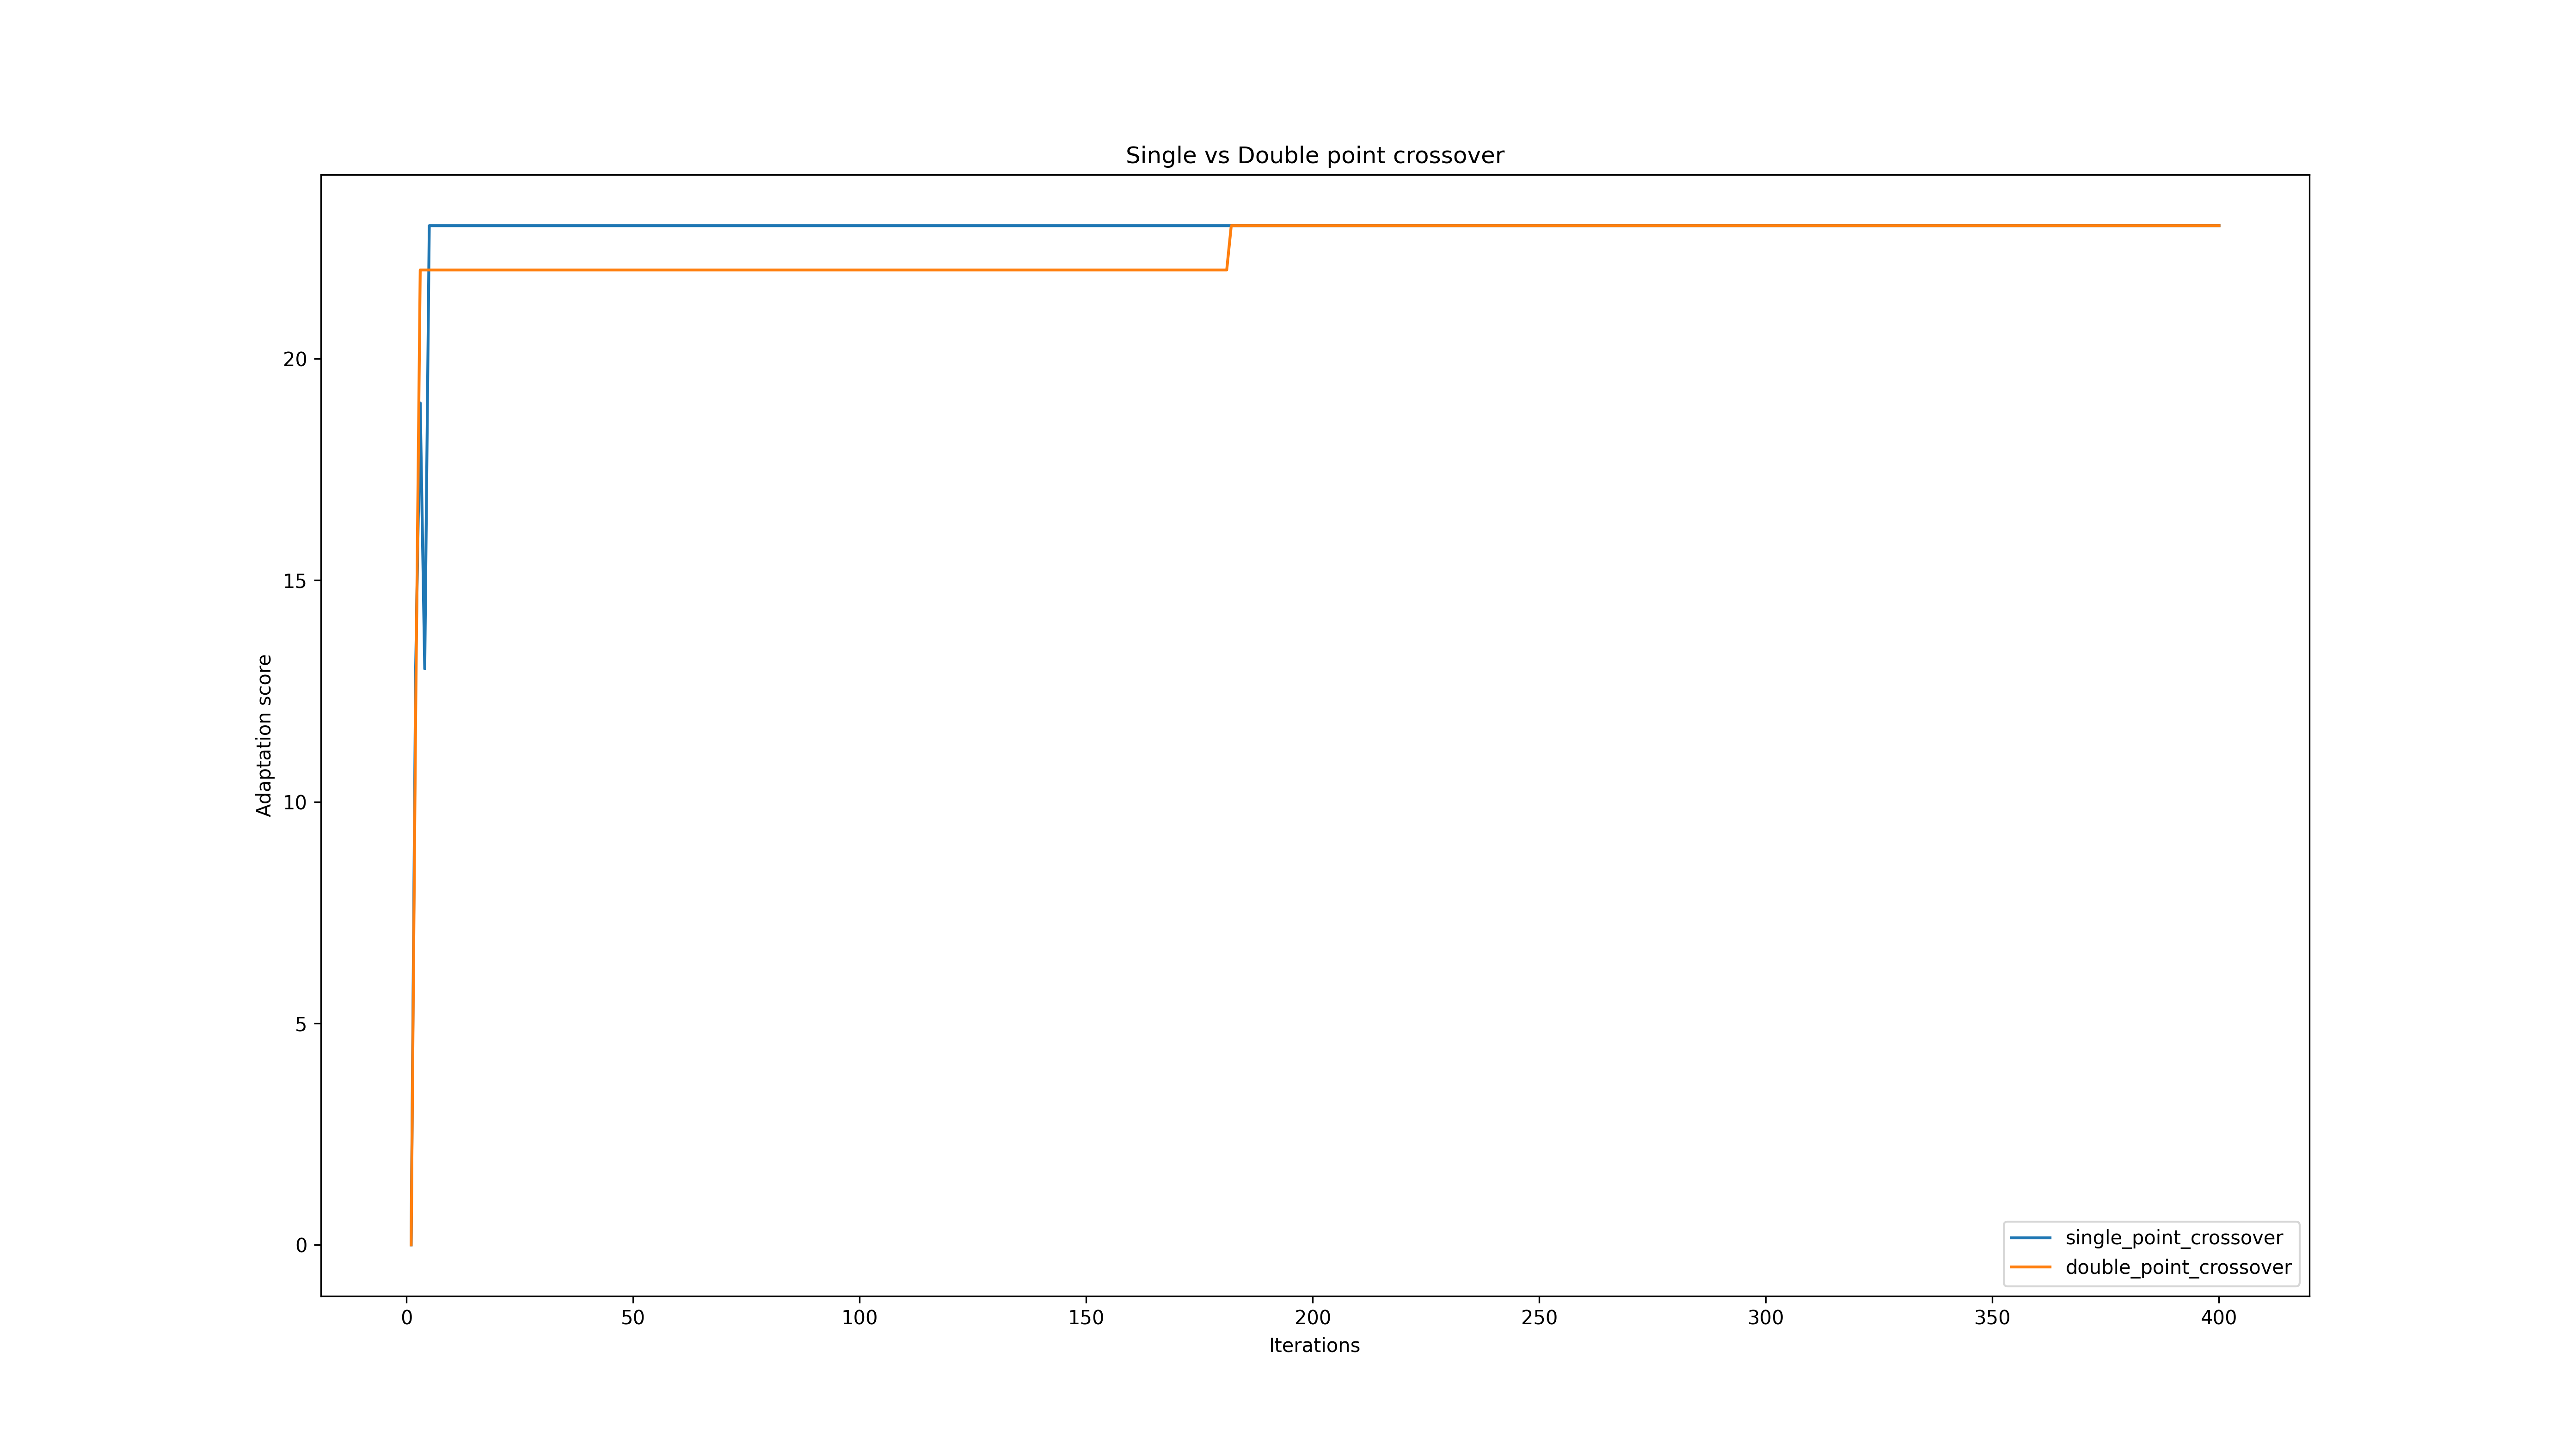 Single vs Double point crossover
20
15
10
5
0
Adaptation score
0 50 100 150 200 250 300 350 400
Iterations
single_point_crossover
double_point_crossover